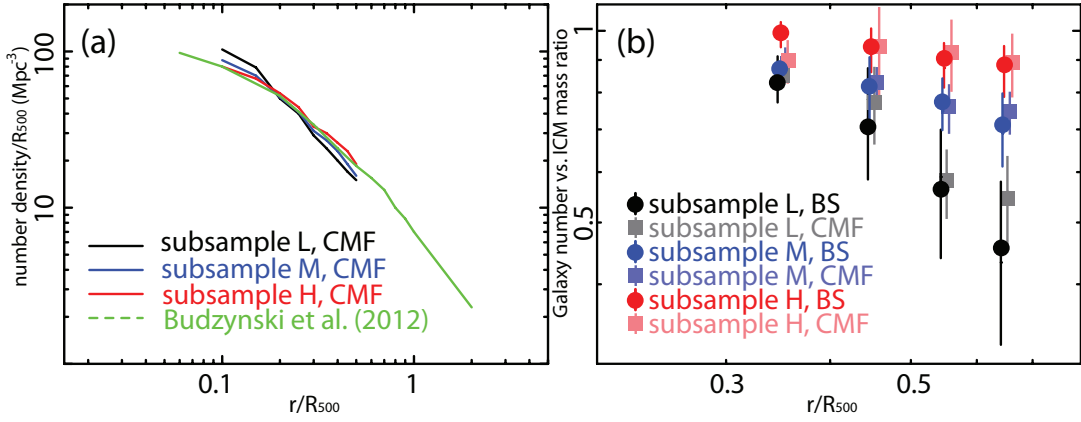 (a)
number density/R500 (Mpc-3)
100
10
subsample L, CMF
subsample M, CMF
subsample H, CMF
Budzynski et al. (2012)
0.1
1
r/R500
(b)
Galaxy number vs. ICM mass ratio
1
0.5
subsample L, BS
subsample L, CMF
subsample M, BS
subsample M, CMF
subsample H, BS
subsample H, CMF
0.3
0.4
0.5
r/R500